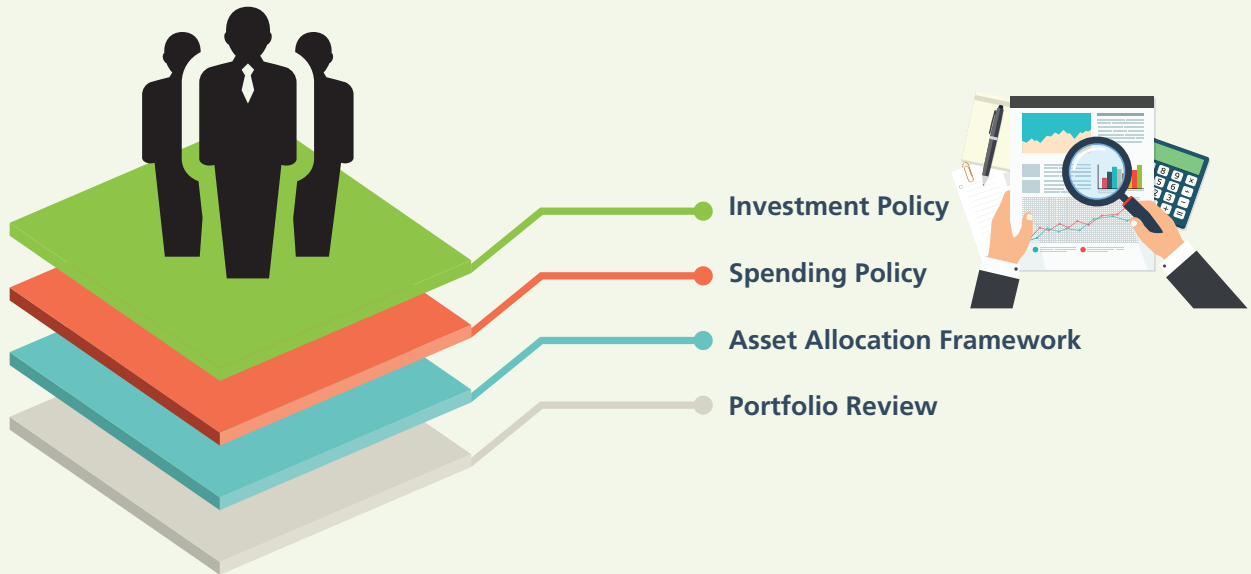 Investment Policy
Spending Policy
Asset Allocation Framework
Portfolio Review